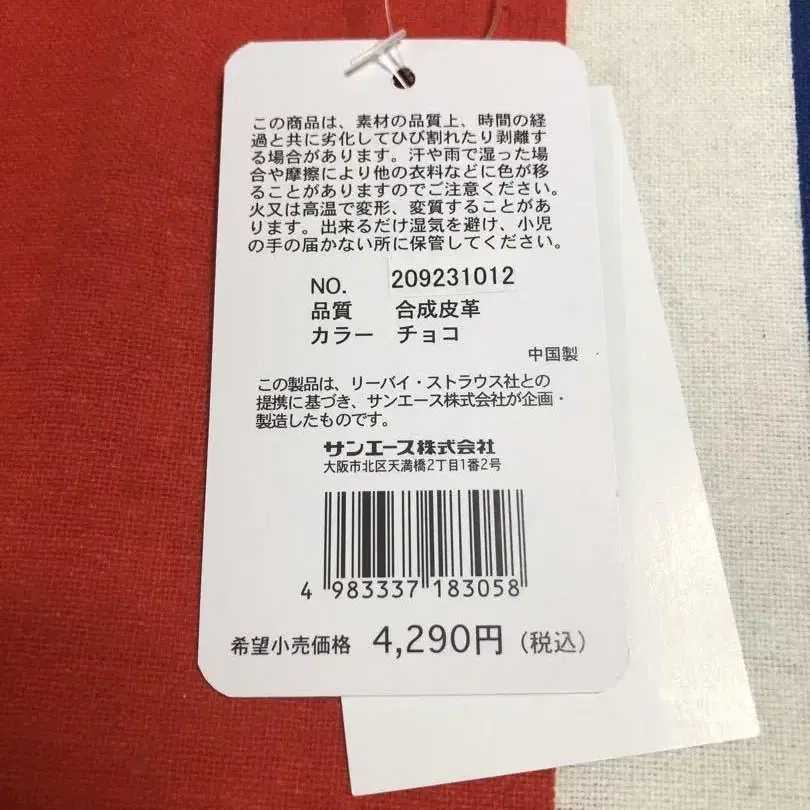 この商品は、素材の品質上、時間の経
過と共に劣化してひび割れたり剥離す
る場合があります。汗や雨で湿った場
合や摩擦により他の衣料などに色が移
ることがありますのでご注意ください。
火又は高温で変形、変質することがあ
ります。出来るだけ湿気を避け、小児
の手の届かない所に保管してください。
NO. 209231012
品質 合成皮革
カラー チョコ
中国製
この製品は、リーバイ・ストラウス社との
提携に基づき、サンエース株式会社が企画・
製造したものです。
サンエース株式会社
大阪市北区天満橋2丁目1番2号
4 983337 183058
希望小売価格 4,290円（税込）